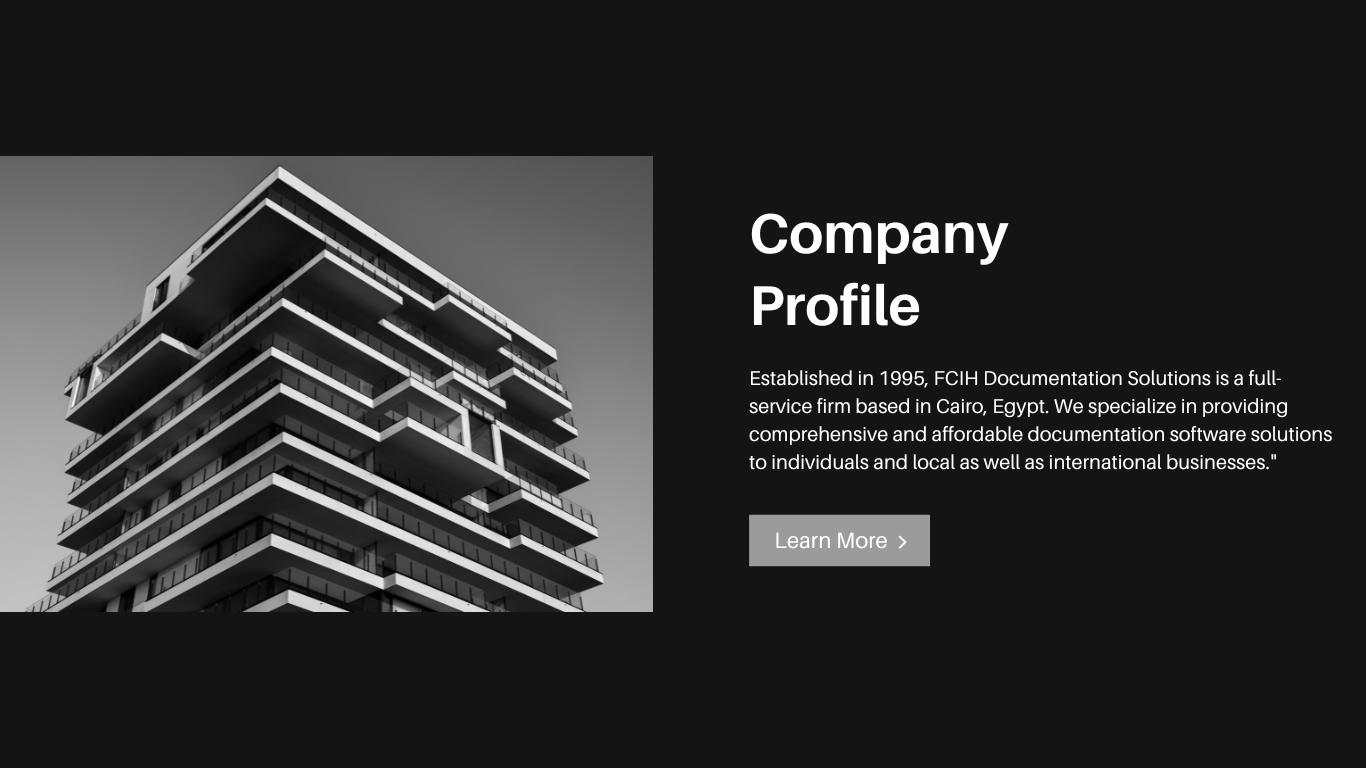 Company
Profile
Established in 1995, FCIH Documentation Solutions is a full-
service firm based in Cairo, Egypt. We specialize in providing
comprehensive and affordable documentation software solutions
to individuals and local as well as international businesses."
Learn More >